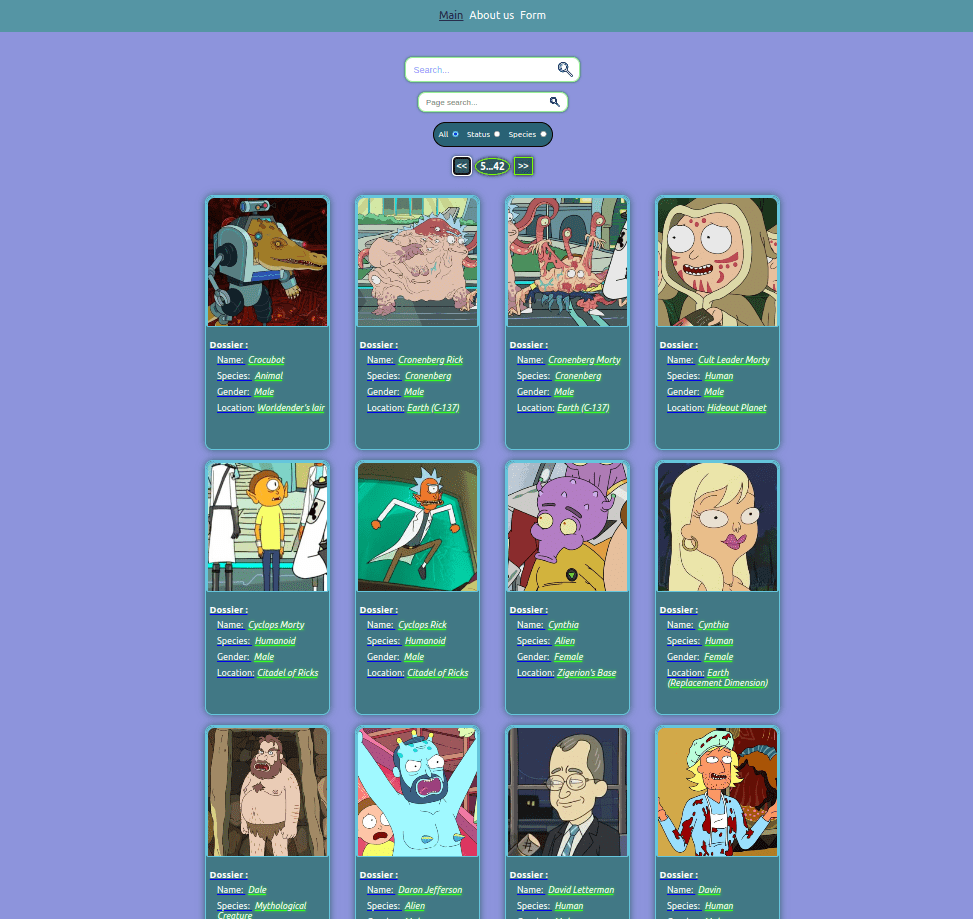 Main About us Form
Search...
Page search...
All Status Species
<< 5...42 >>
Dossier :
Name: Crocubot
Species: Animal
Gender: Male
Location: Worldender's lair
Dossier :
Name: Cronenberg Rick
Species: Cronenberg
Gender: Male
Location: Earth (C-137)
Dossier :
Name: Cronenberg Morty
Species: Cronenberg
Gender: Male
Location: Earth (C-137)
Dossier :
Name: Cult Leader Morty
Species: Human
Gender: Male
Location: Hideout Planet
Dossier :
Name: Cyclops Morty
Species: Humanoid
Gender: Male
Location: Citadel of Ricks
Dossier :
Name: Cyclops Rick
Species: Humanoid
Gender: Male
Location: Citadel of Ricks
Dossier :
Name: Cynthia
Species: Alien
Gender: Female
Location: Zigerion's Base
Dossier :
Name: Cynthia
Species: Human
Gender: Female
Location: Earth
(Replacement Dimension)
Dossier :
Name: Dale
Species: Mythological
Creature
Dossier :
Name: Daron Jefferson
Species: Alien
Dossier :
Name: David Letterman
Species: Human
Dossier :
Name: Davin
Species: Human